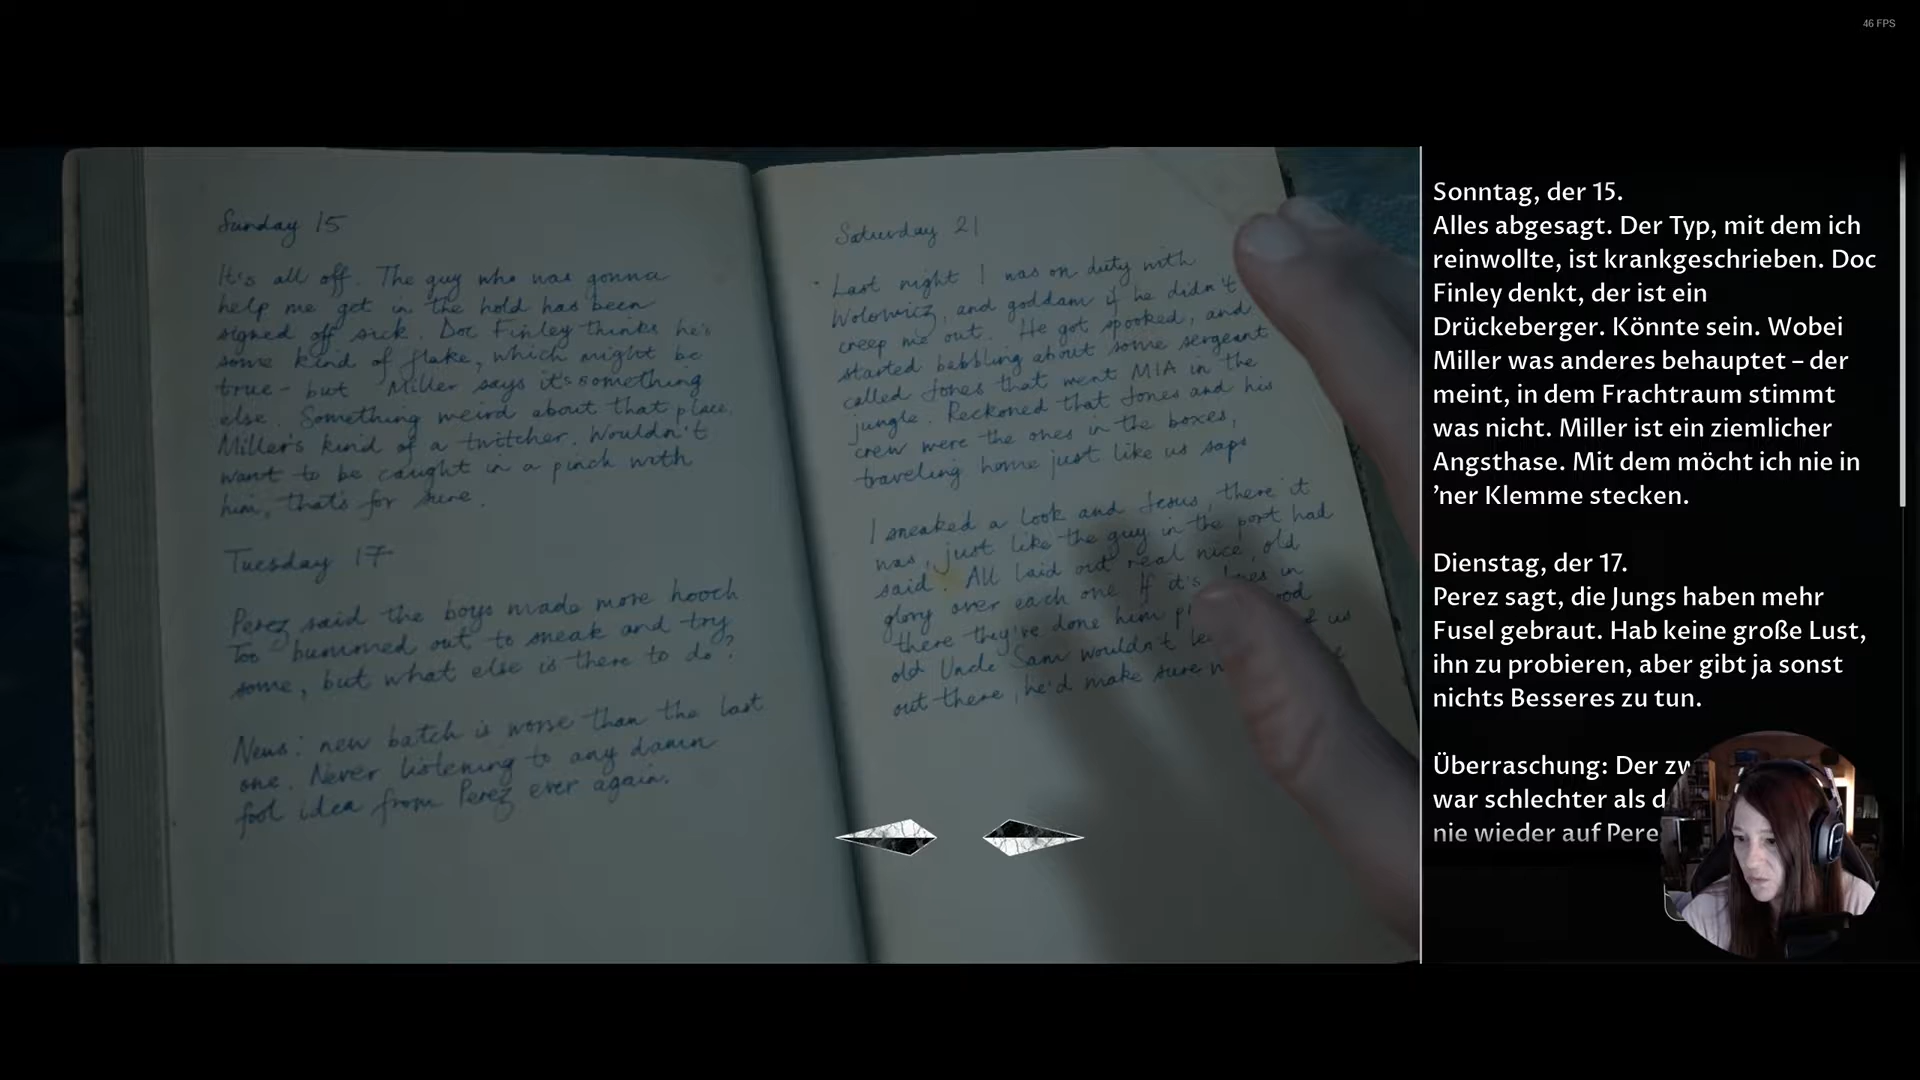 46 FPS
Sunday 15
It's all off. The guy who was gonna
help me get in the hold has been
signed off sick. Doc Finley thinks he's
some kind of flake, which might be
true - but Miller says it's something
else. Something weird about that place.
Miller's kind of a twitcher. Wouldn't
want to be caught in a pinch with
him, that's for sure.
Tuesday 17
Perez said the boys made more hooch
Too bummed out to sneak and try
some, but what else is there to do?
News: new batch is worse than the last
one. Never listening to any damn
fool idea from Perez ever again.
Saturday 21
Last night I was on duty with
Wolowicz, and goddam if he didn't
creep me out. He got spooked, and
started babbling about some sergeant
called Jones that went MIA in the
jungle. Reckoned that Jones and his
crew were the ones in the boxes,
traveling home just like us saps
I sneaked a look and Jesus, there it
was, just like the guy in the port had
said. All laid out real nice, old
glory over each one. If it's in
there they've done him
old Uncle Sam wouldn't us
out there, he'd make sure
Sonntag, der 15.
Alles abgesagt. Der Typ, mit dem ich
reinwollte, ist krankgeschrieben. Doc
Finley denkt, der ist ein
Drückeberger. Könnte sein. Wobei
Miller was anderes behauptet – der
meint, in dem Frachtraum stimmt
was nicht. Miller ist ein ziemlicher
Angsthase. Mit dem möcht ich nie in
’ner Klemme stecken.
Dienstag, der 17.
Perez sagt, die Jungs haben mehr
Fusel gebraut. Hab keine große Lust,
ihn zu probieren, aber gibt ja sonst
nichts Besseres zu tun.
Überraschung: Der
war schlechter als
nie wieder auf